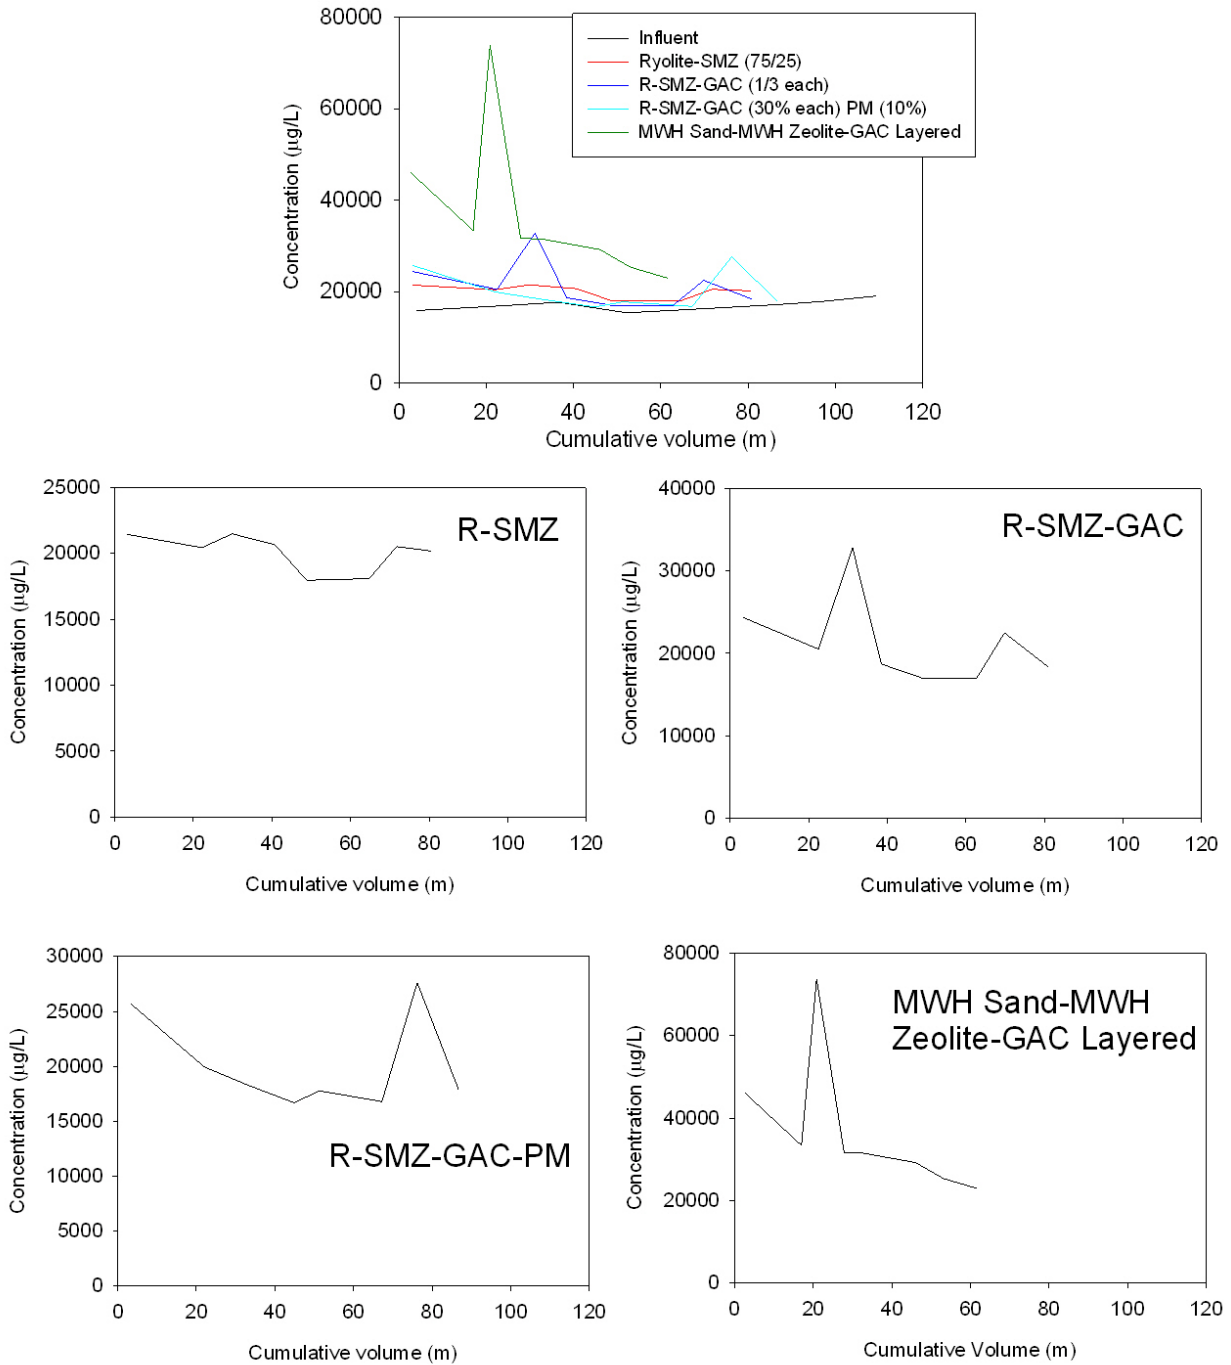 80000
60000
40000
20000
0
Concentration (μg/L)
Influent
Ryolite-SMZ (75/25)
R-SMZ-GAC (1/3 each)
R-SMZ-GAC (30% each) PM (10%)
MWH Sand-MWH Zeolite-GAC Layered
0 20 40 60 80 100 120
Cumulative volume (m)
25000
20000
15000
10000
5000
0
Concentration (μg/L)
R-SMZ
0 20 40 60 80 100 120
Cumulative volume (m)
40000
30000
20000
10000
0
Concentration (μg/L)
R-SMZ-GAC
0 20 40 60 80 100 120
Cumulative volume (m)
30000
25000
20000
15000
10000
5000
0
Concentration (μg/L)
R-SMZ-GAC-PM
0 20 40 60 80 100 120
Cumulative volume (m)
80000
60000
40000
20000
0
Concentration (μg/L)
MWH Sand-MWH
Zeolite-GAC Layered
0 20 40 60 80 100 120
Cumulative Volume (m)